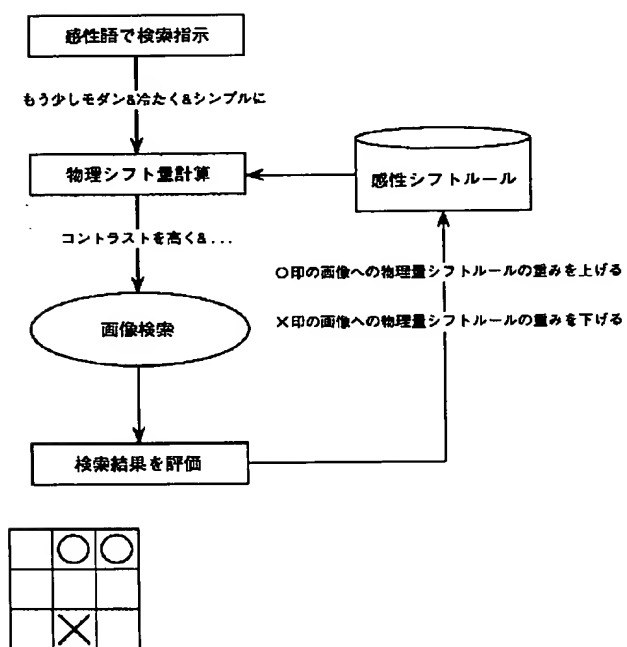 感性語で検索指示
もう少しモダン&冷たく&シンプルに
物理シフト量計算
感性シフトルール
コントラストを高く&...
○印の画像への物理量シフトルールの重みを上げる
画像検索
×印の画像への物理量シフトルールの重みを下げる
検索結果を評価
○ ○
×